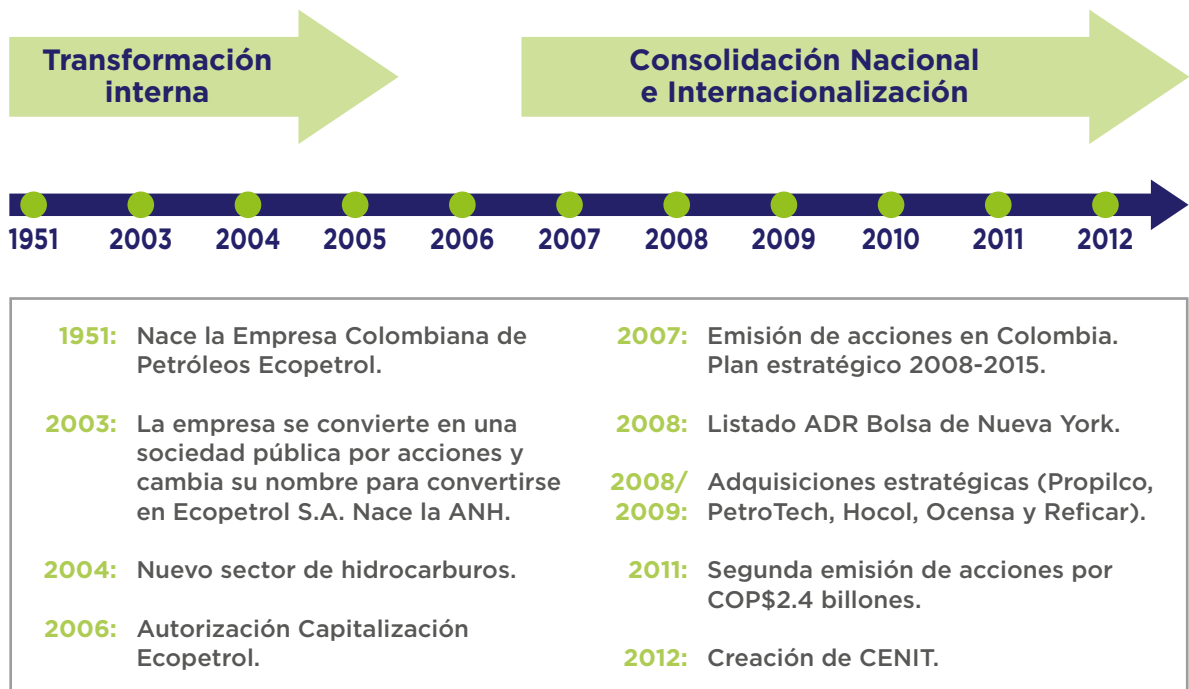 Transformación
interna
Consolidación Nacional
e Internacionalización
1951 2003 2004 2005 2006 2007 2008 2009 2010 2011 2012
1951: Nace la Empresa Colombiana de
Petróleos Ecopetrol.
2003: La empresa se convierte en una
sociedad pública por acciones y
cambia su nombre para convertirse
en Ecopetrol S.A. Nace la ANH.
2004: Nuevo sector de hidrocarburos.
2006: Autorización Capitalización
Ecopetrol.
2007: Emisión de acciones en Colombia.
Plan estratégico 2008-2015.
2008: Listado ADR Bolsa de Nueva York.
2008/ Adquisiciones estratégicas (Propilco,
2009: PetroTech, Hocol, Ocensa y Reficar).
2011: Segunda emisión de acciones por
COP$2.4 billones.
2012: Creación de CENIT.